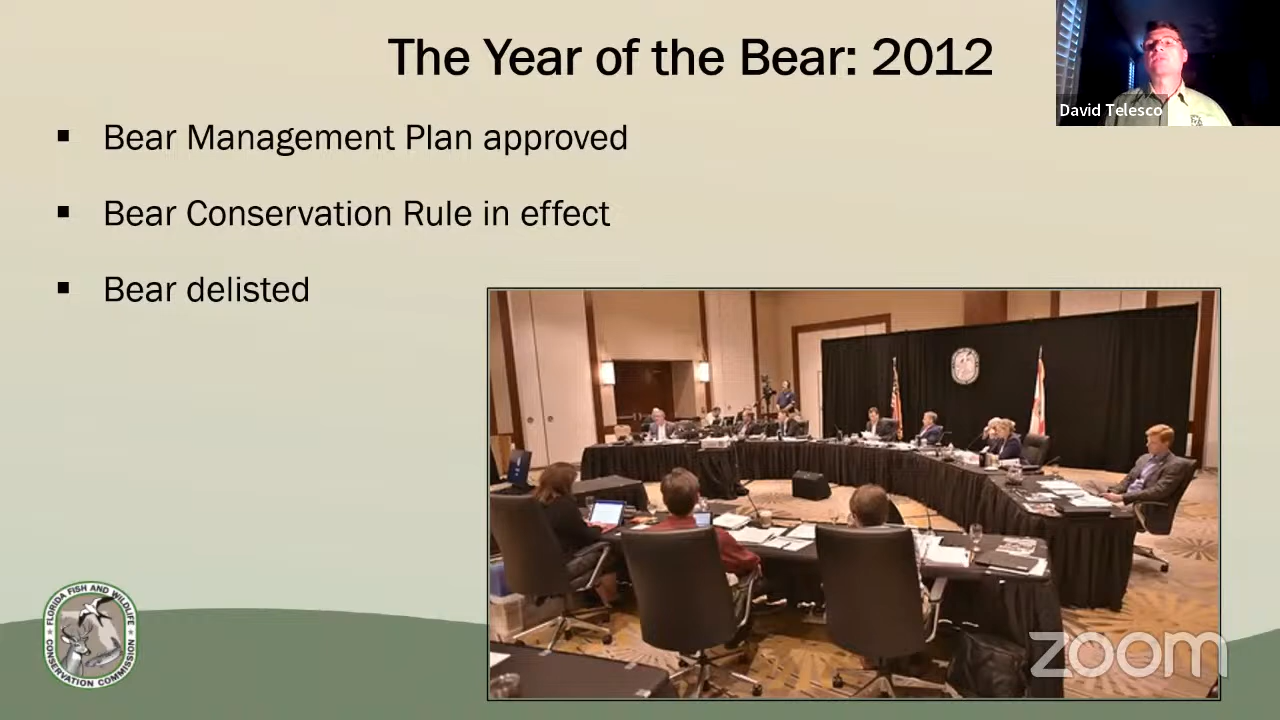 The Year of the Bear: 2012
David Telesco
▪ Bear Management Plan approved
▪ Bear Conservation Rule in effect
▪ Bear delisted
FLORIDA FISH AND WILDLIFE
CONSERVATION COMMISSION
zoom